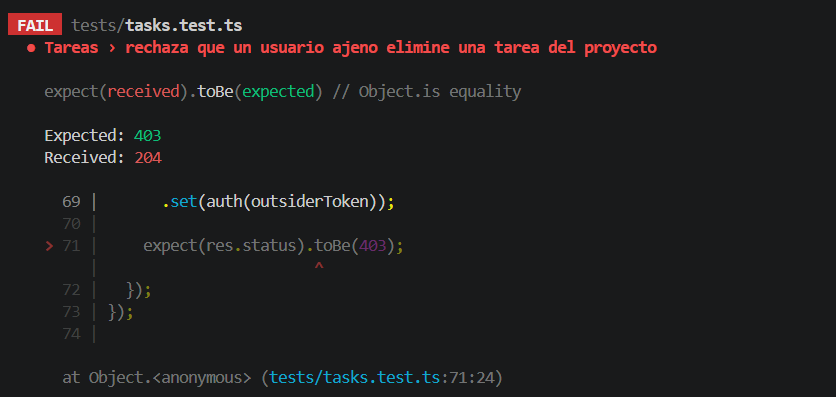 FAIL tests/tasks.test.ts
● Tareas › rechaza que un usuario ajeno elimine una tarea del proyecto
expect(received).toBe(expected) // Object.is equality
Expected: 403
Received: 204
69 |       .set(auth(outsiderToken));
70 |
> 71 |     expect(res.status).toBe(403);
|                        ^
72 |   });
73 | });
74 |
at Object.<anonymous> (tests/tasks.test.ts:71:24)